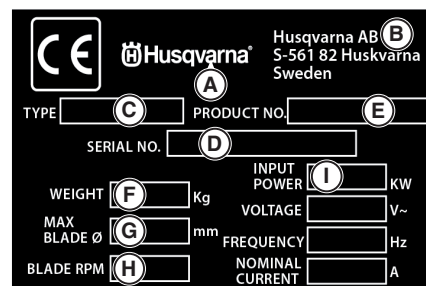 CE
Husqvarna®
A
Husqvarna AB
B
S-561 82 Huskvarna
Sweden
TYPE
C
PRODUCT NO.
E
SERIAL NO.
D
WEIGHT
F
Kg
INPUT
POWER
I
KW
MAX
BLADE Ø
G
mm
VOLTAGE
V~
FREQUENCY
Hz
BLADE RPM
H
NOMINAL
CURRENT
A